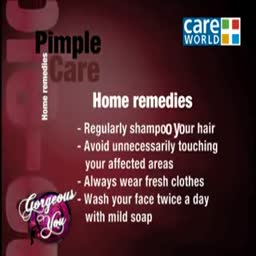 care
WORLD
Pimple
Care
Home remedies
Home remedies
- Regularly shampoo your hair
- Avoid unnecessarily touching
your affected areas
- Always wear fresh clothes
- Wash your face twice a day
with mild soap
Gorgeous
You